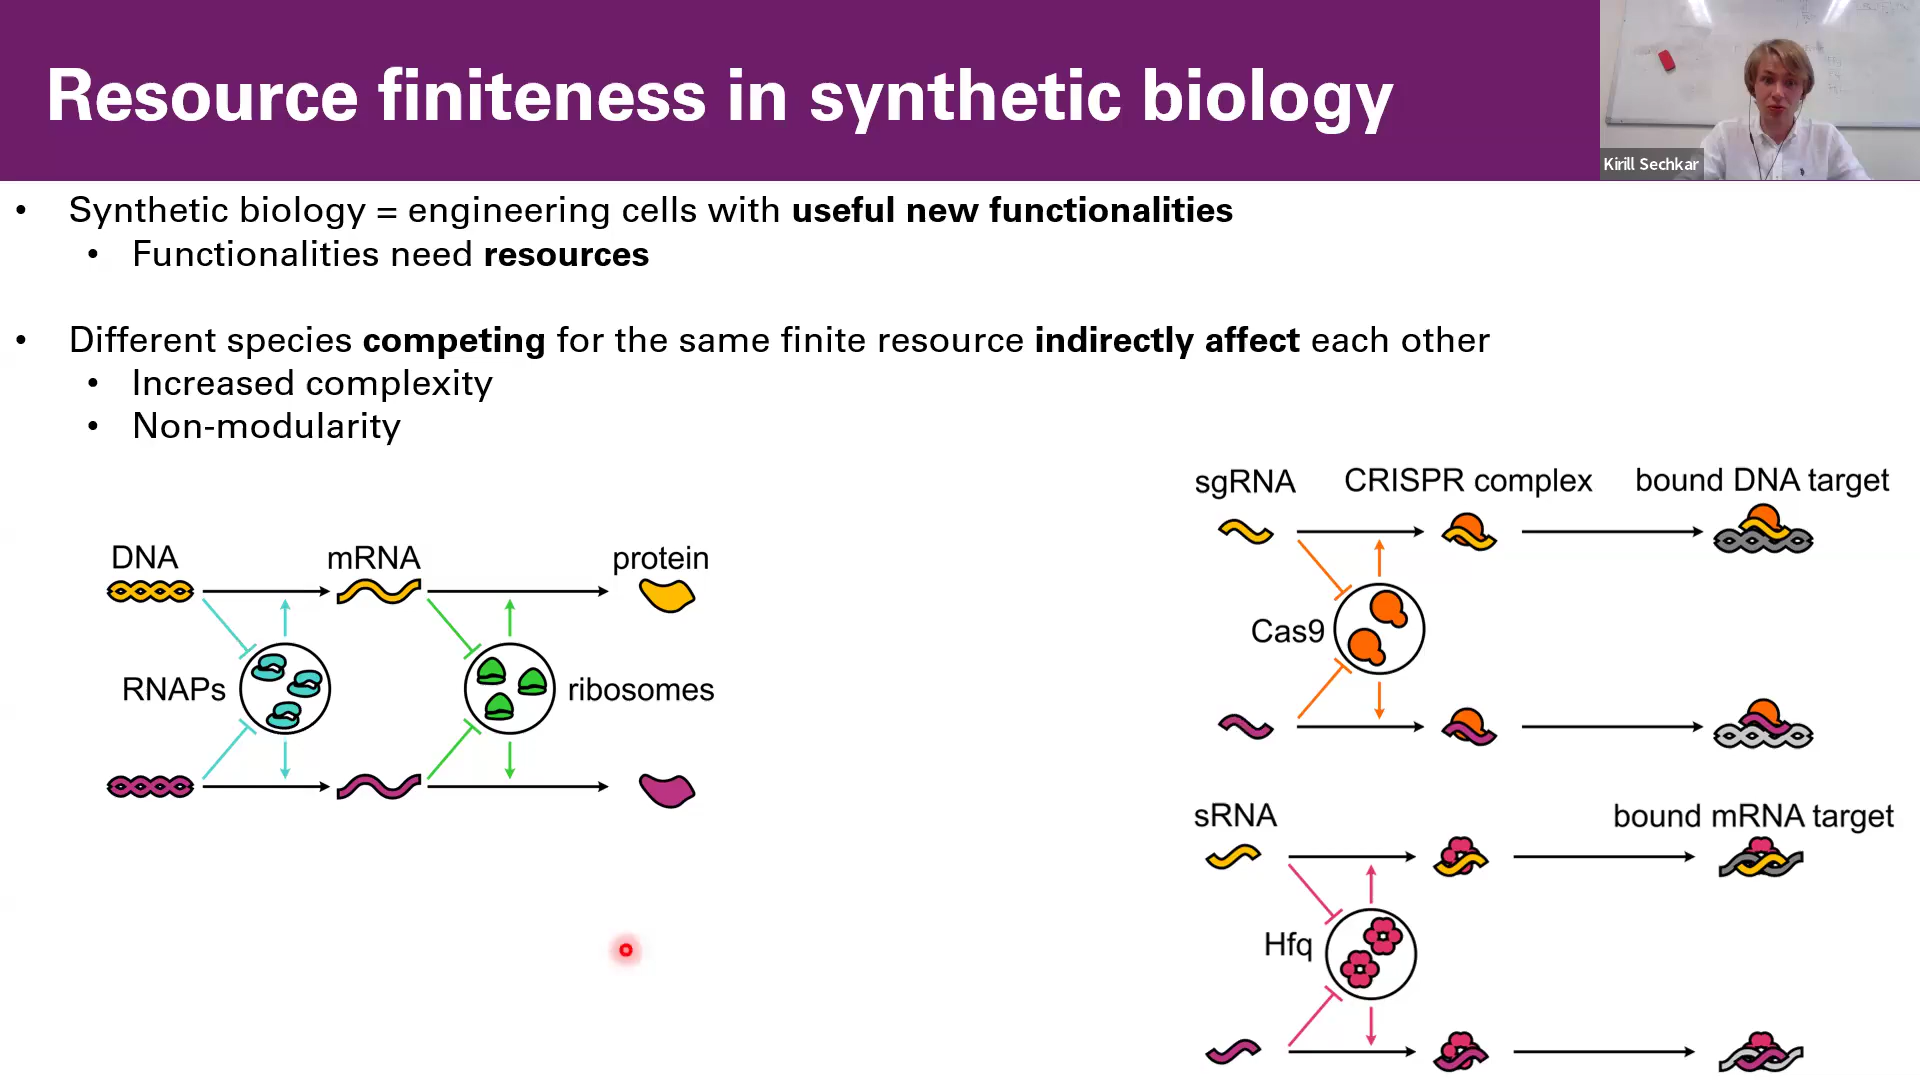 Resource finiteness in synthetic biology
Kirill Sechkar
• Synthetic biology = engineering cells with useful new functionalities
• Functionalities need resources
• Different species competing for the same finite resource indirectly affect each other
• Increased complexity
• Non-modularity
DNA mRNA protein
RNAPs ribosomes
sgRNA CRISPR complex bound DNA target
Cas9
sRNA bound mRNA target
Hfq